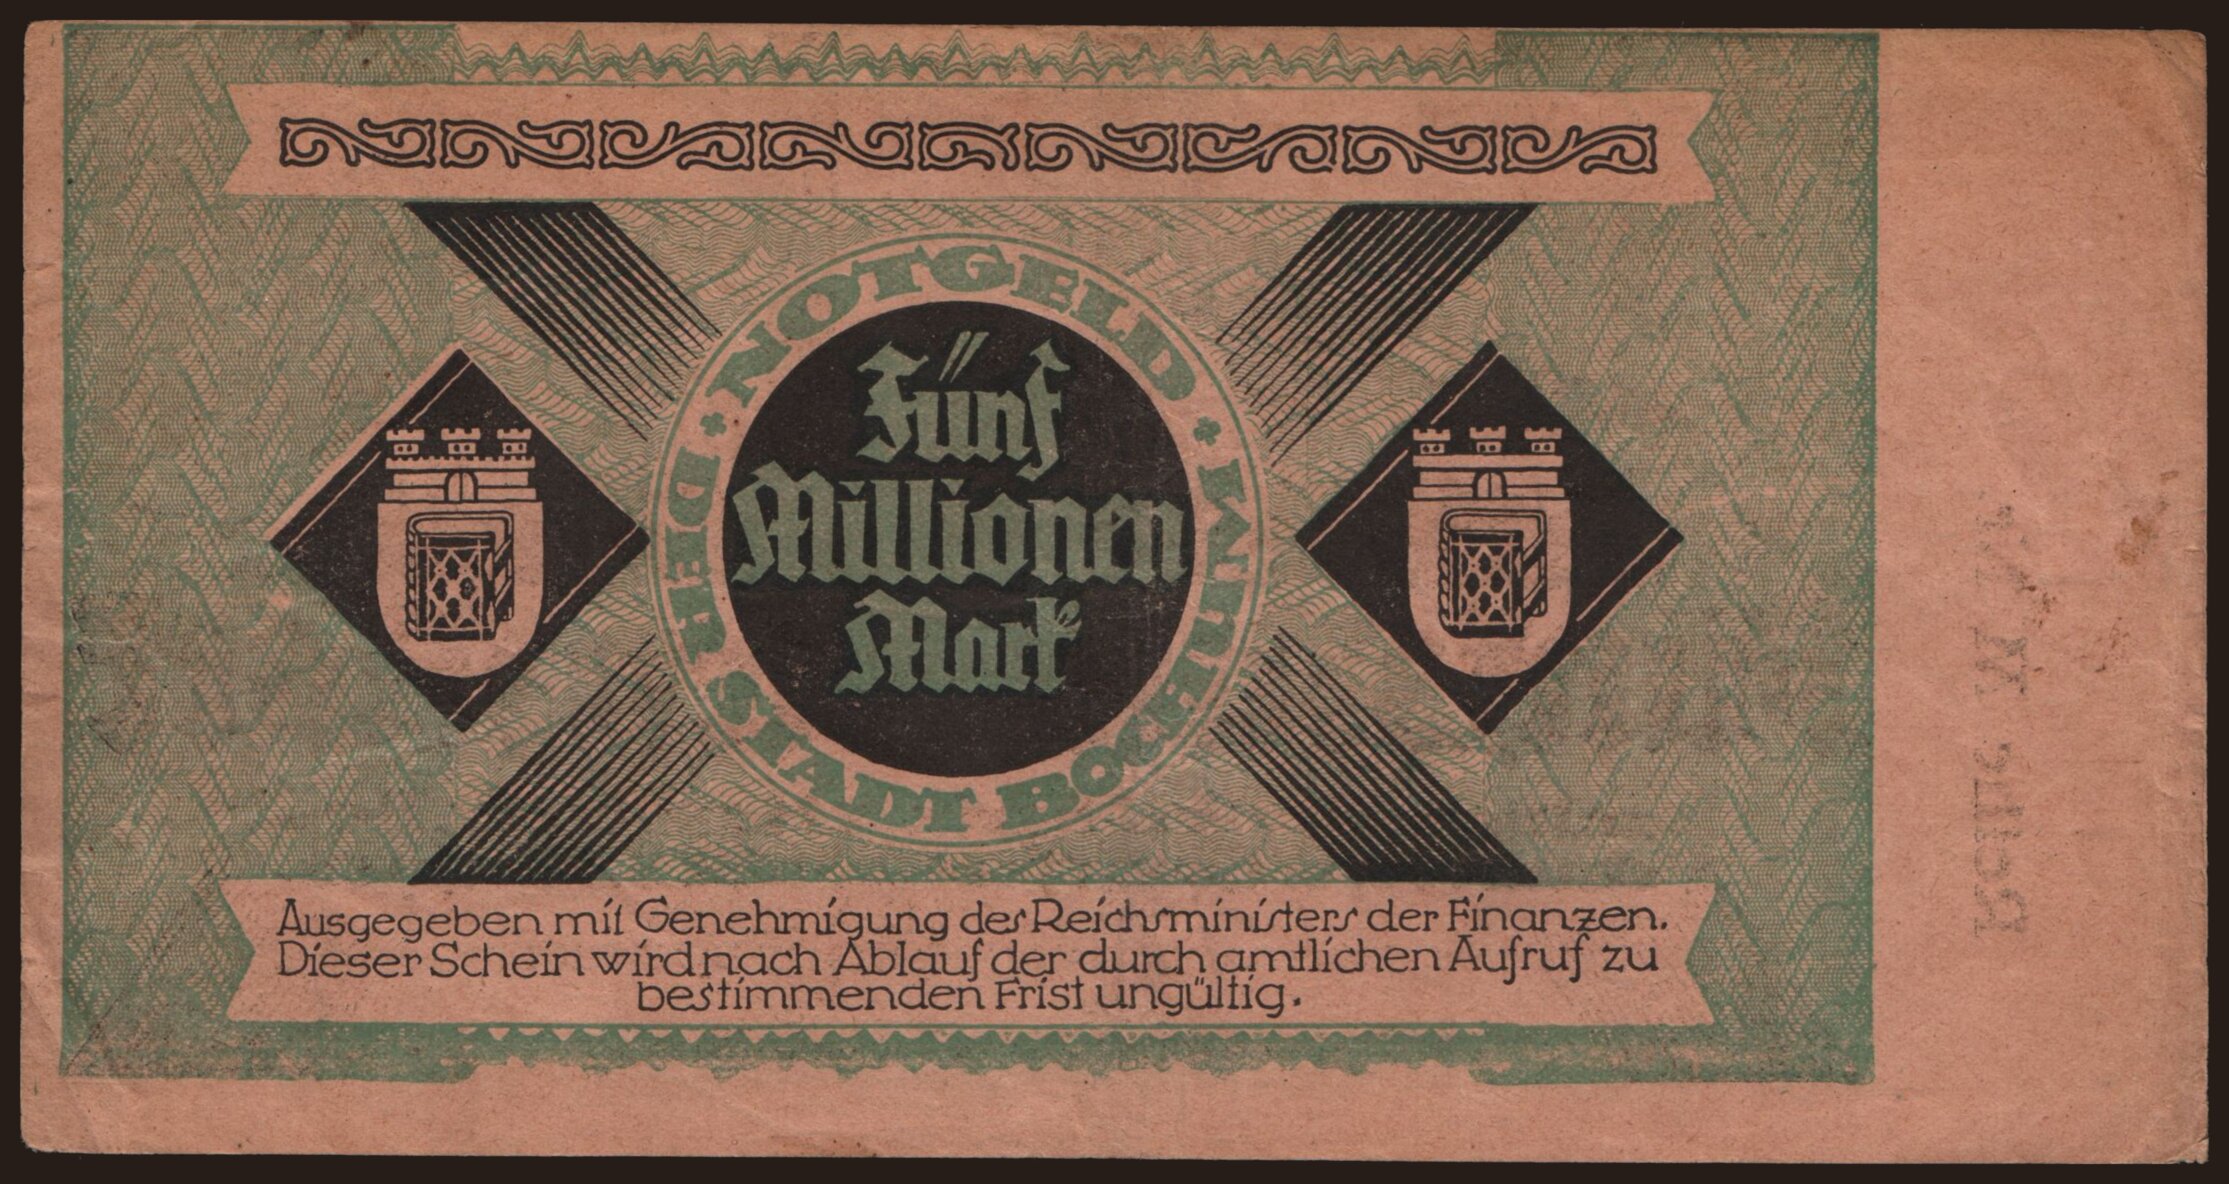 NOTGELD
DER STADT BOCHUM
Fünf
Millionen
Mark
Ausgegeben mit Genehmigung des Reichsministers der Finanzen.
Dieser Schein wird nach Ablauf der durch amtlichen Aufruf zu
bestimmenden Frist ungültig.
Reihe